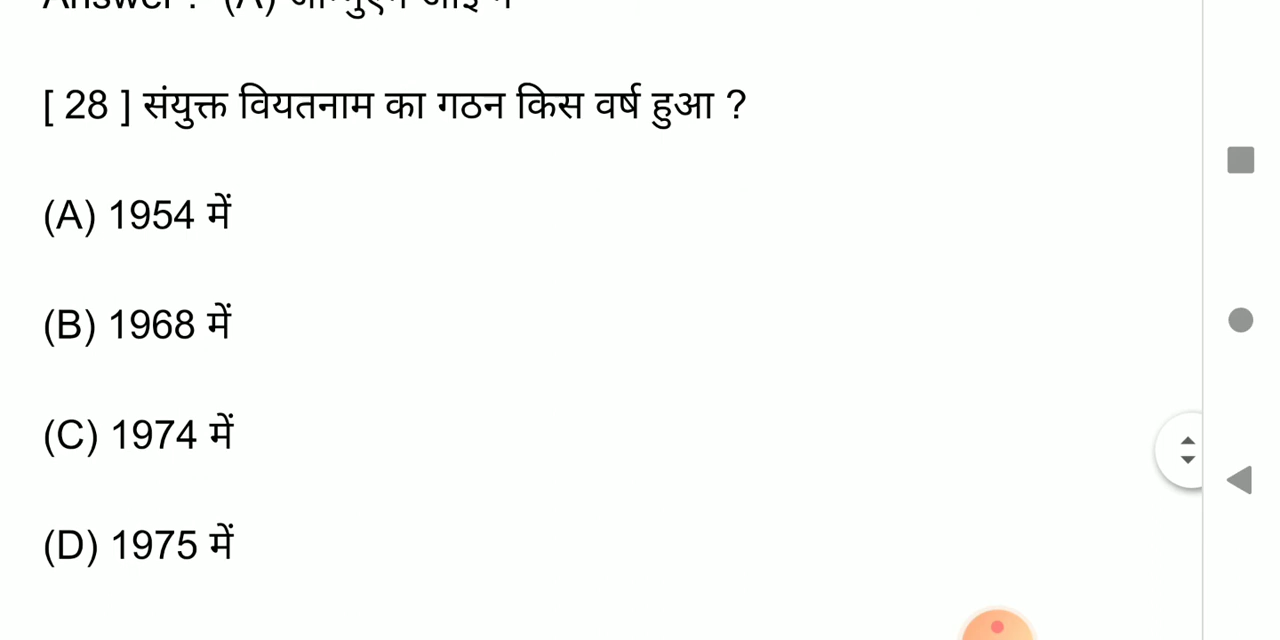 [ 28 ] संयुक्त वियतनाम का गठन किस वर्ष हुआ ?
(A) 1954 में
(B) 1968 में
(C) 1974 में
(D) 1975 में